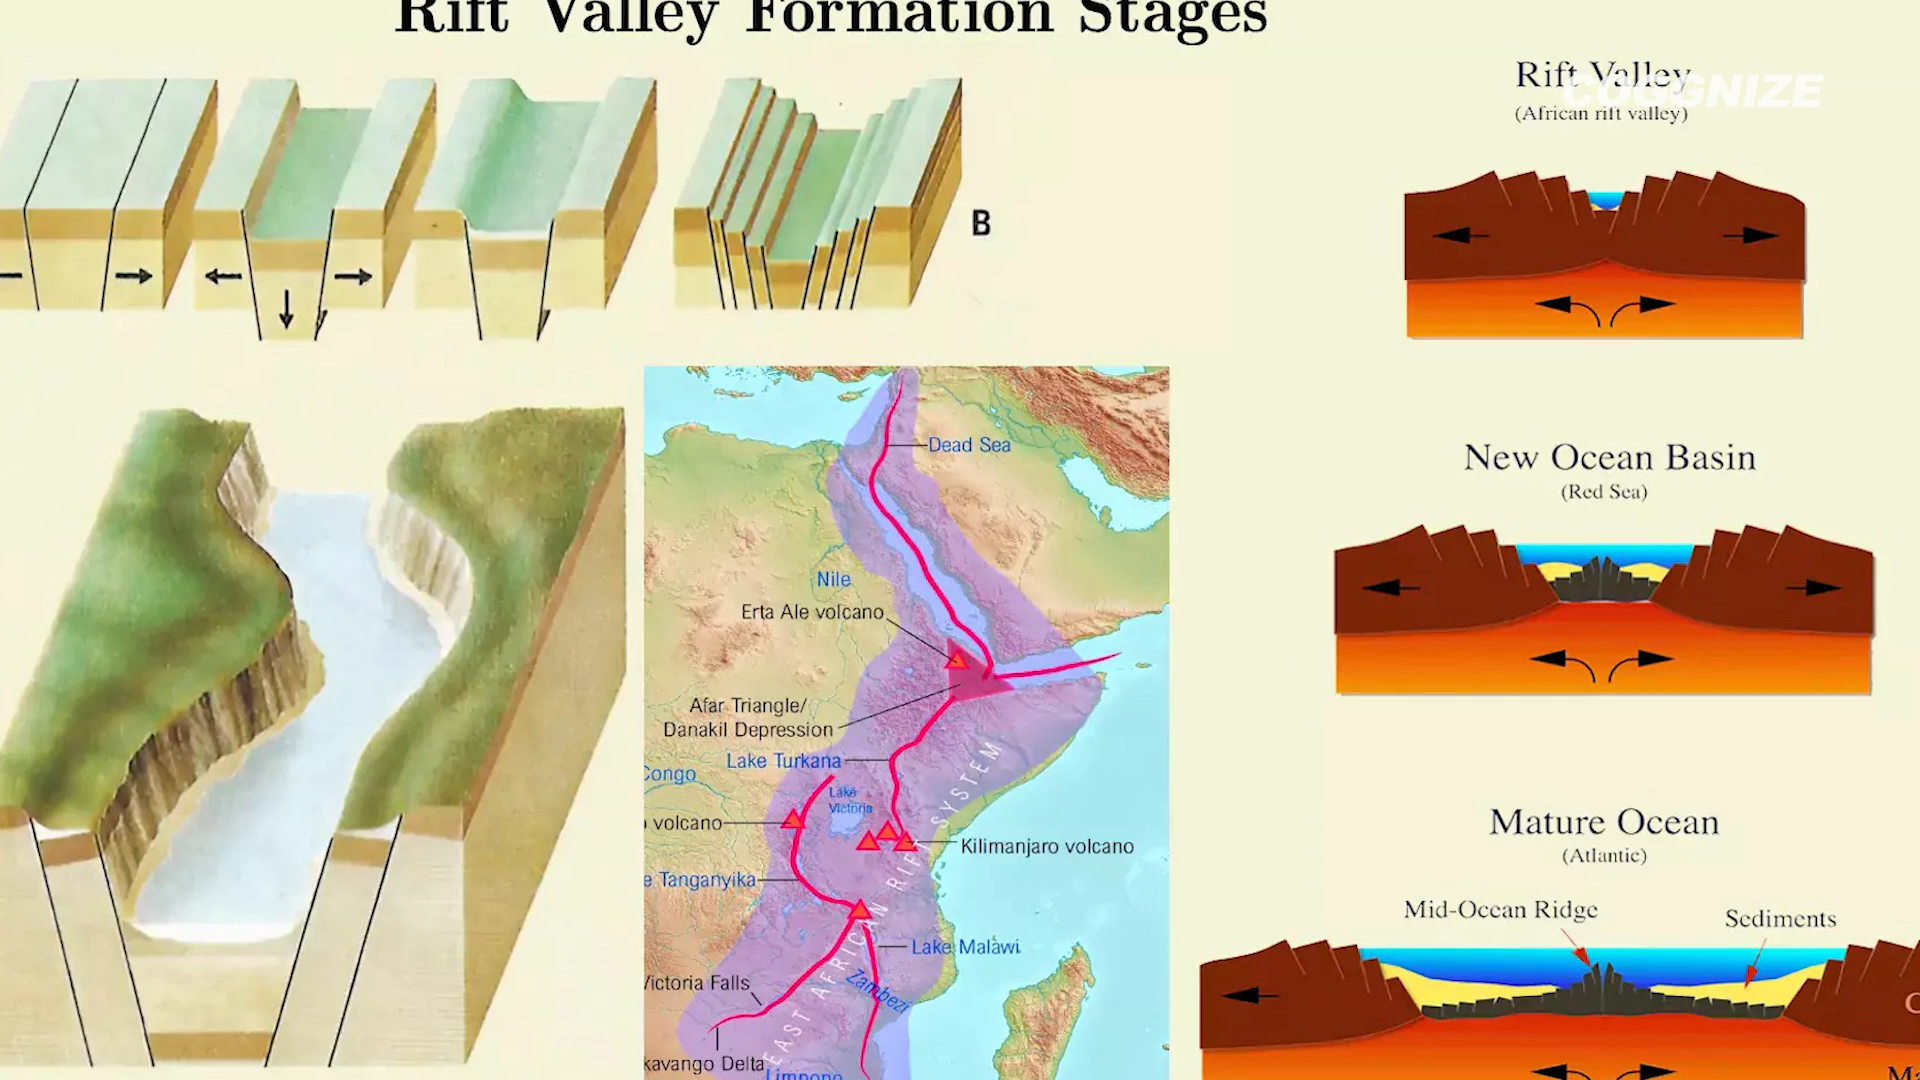 Rift Valley Formation Stages
B
Dead Sea
Nile
Erta Ale volcano
Afar Triangle/
Danakil Depression
Lake Turkana
Congo
Lake
Victoria
volcano
Kilimanjaro volcano
Tanganyika
Lake Malawi
Victoria Falls
Zambezi
EAST AFRICAN RIFT SYSTEM
kavango Delta
Limpopo
Rift Valley
COGGNIZE
(African rift valley)
New Ocean Basin
(Red Sea)
Mature Ocean
(Atlantic)
Mid-Ocean Ridge
Sediments